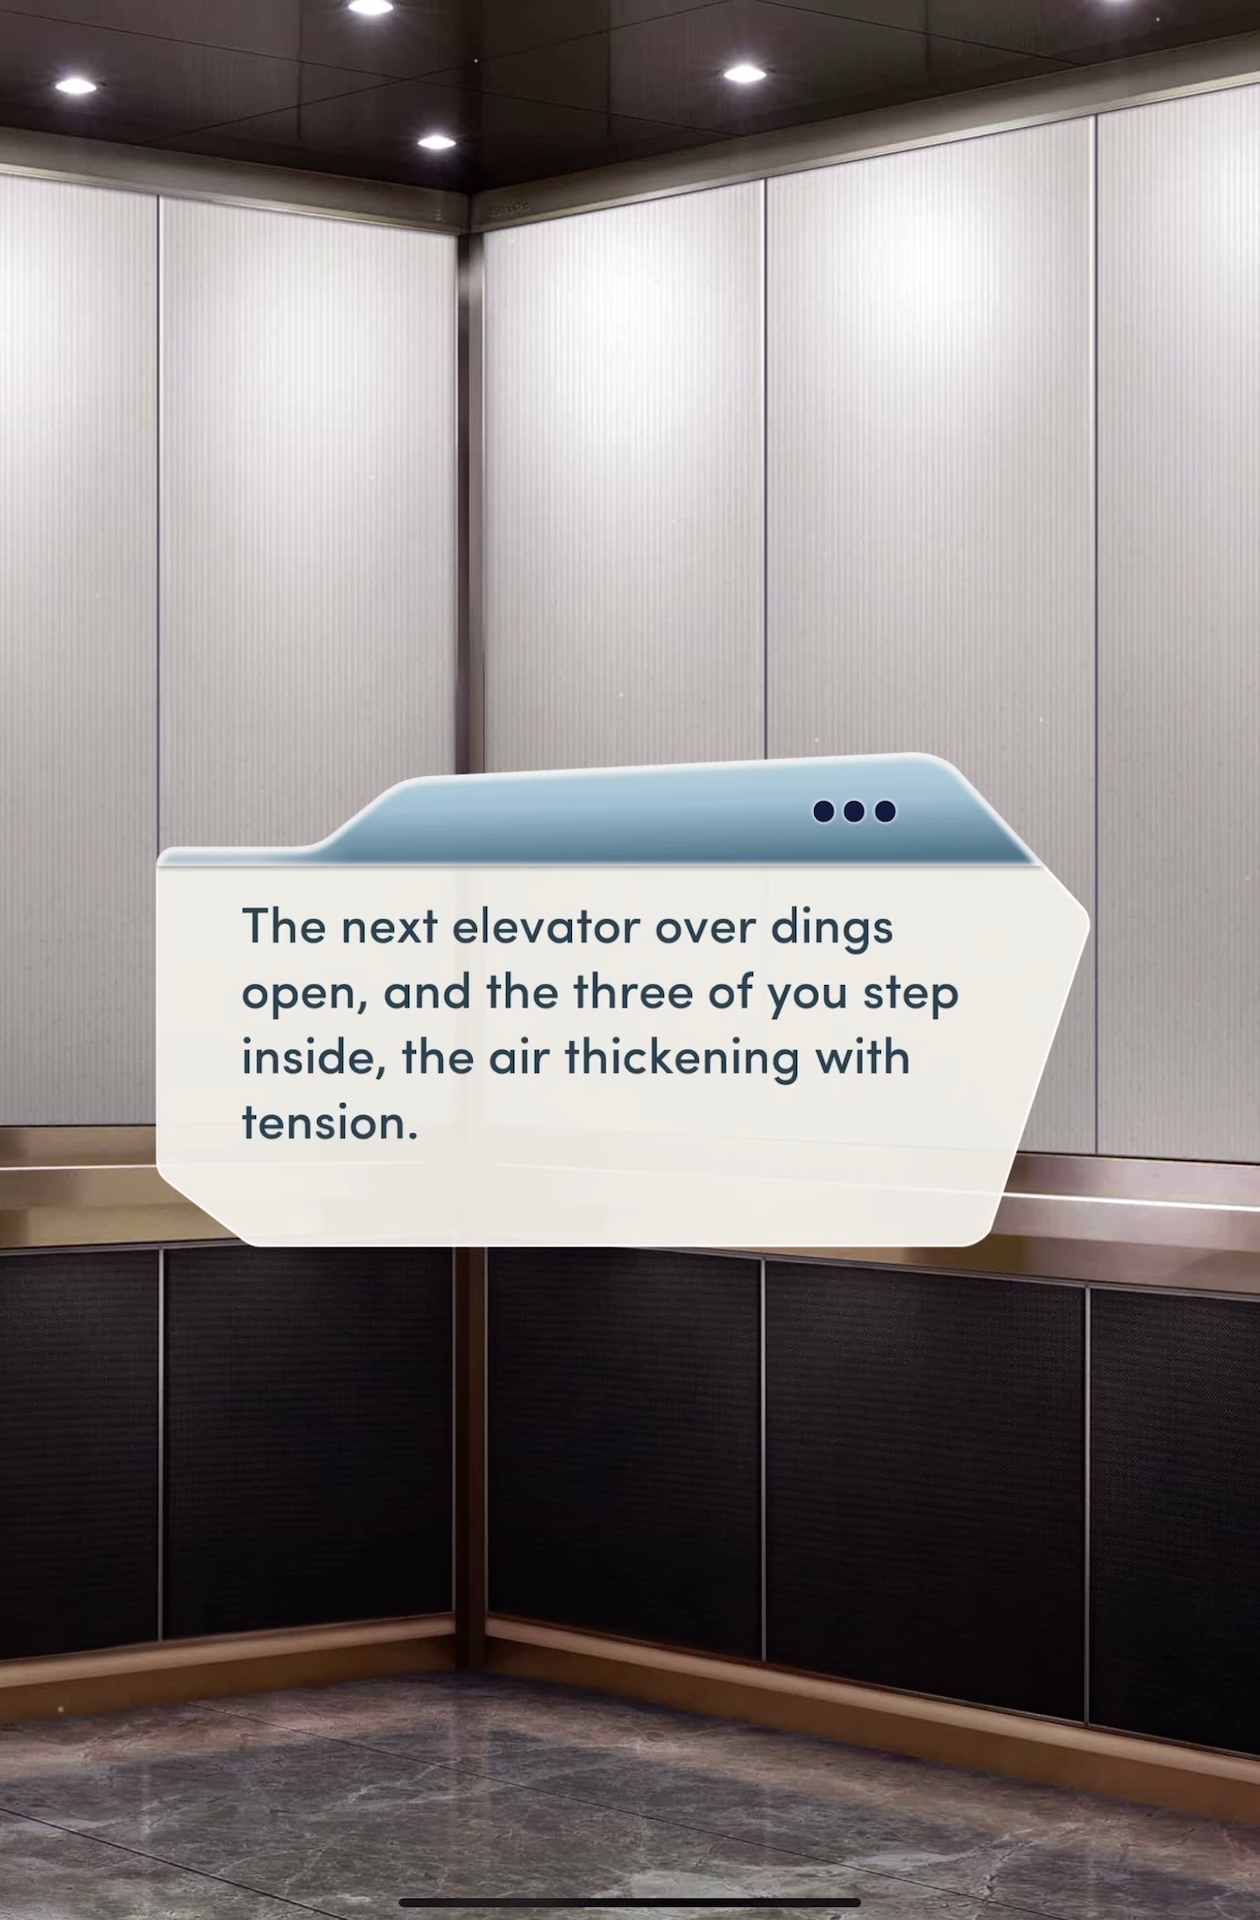 The next elevator over dings
open, and the three of you step
inside, the air thickening with
tension.